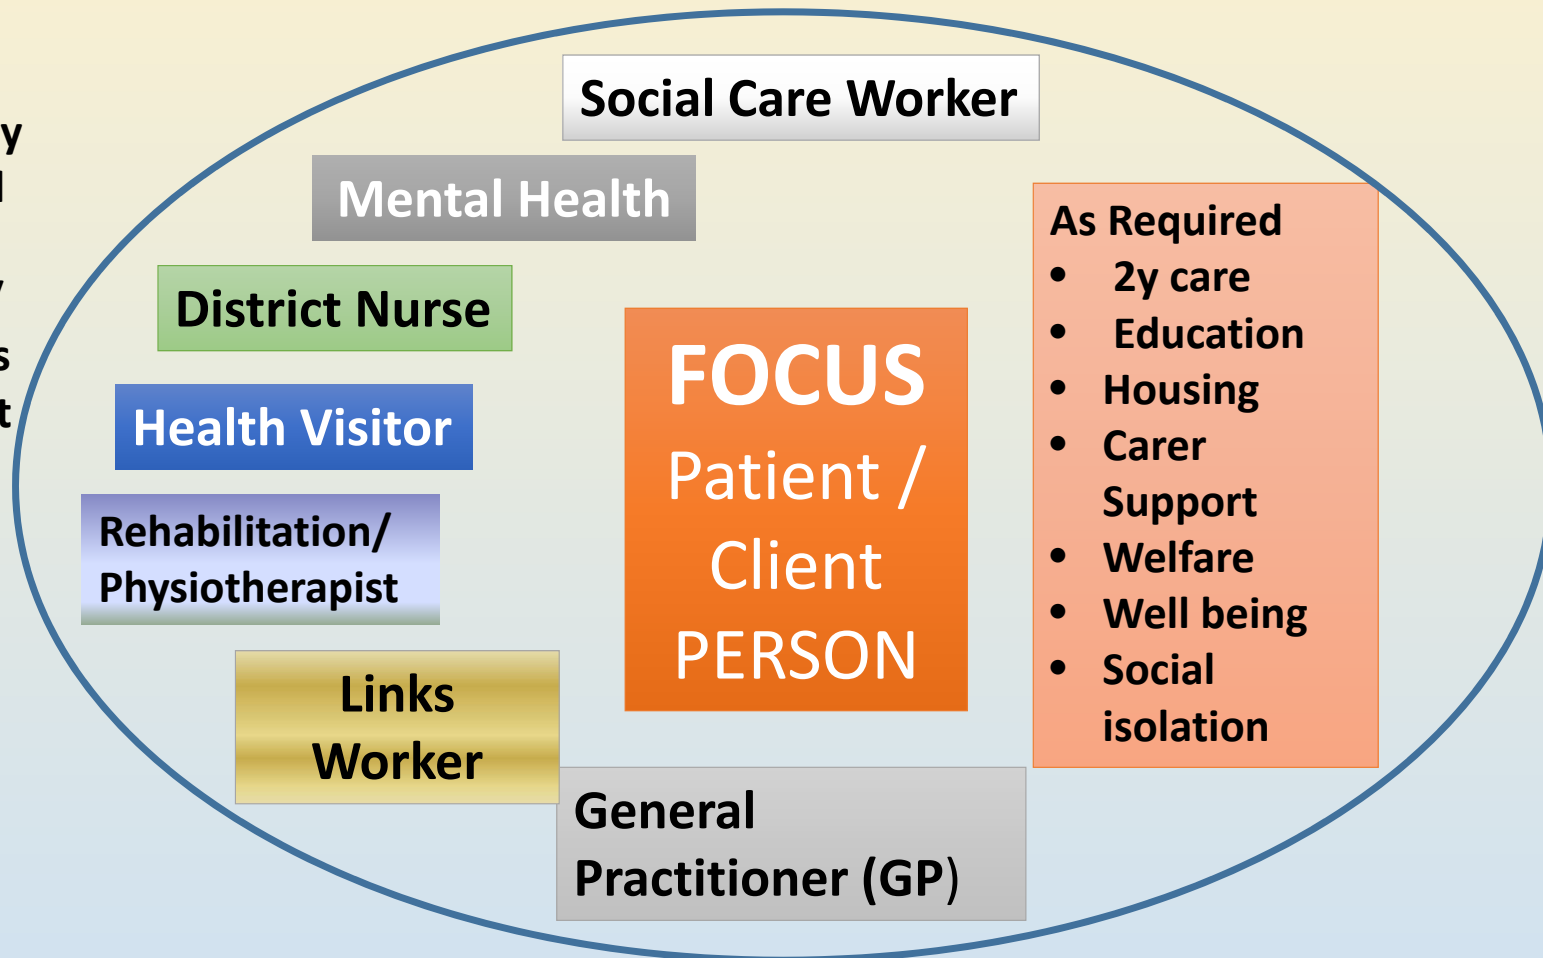 Social Care Worker
Mental Health
District Nurse
Health Visitor
Rehabilitation/
Physiotherapist
Links
Worker
General
Practitioner (GP)
FOCUS
Patient /
Client
PERSON
As Required
• 2y care
• Education
• Housing
• Carer
Support
• Welfare
• Well being
• Social
isolation